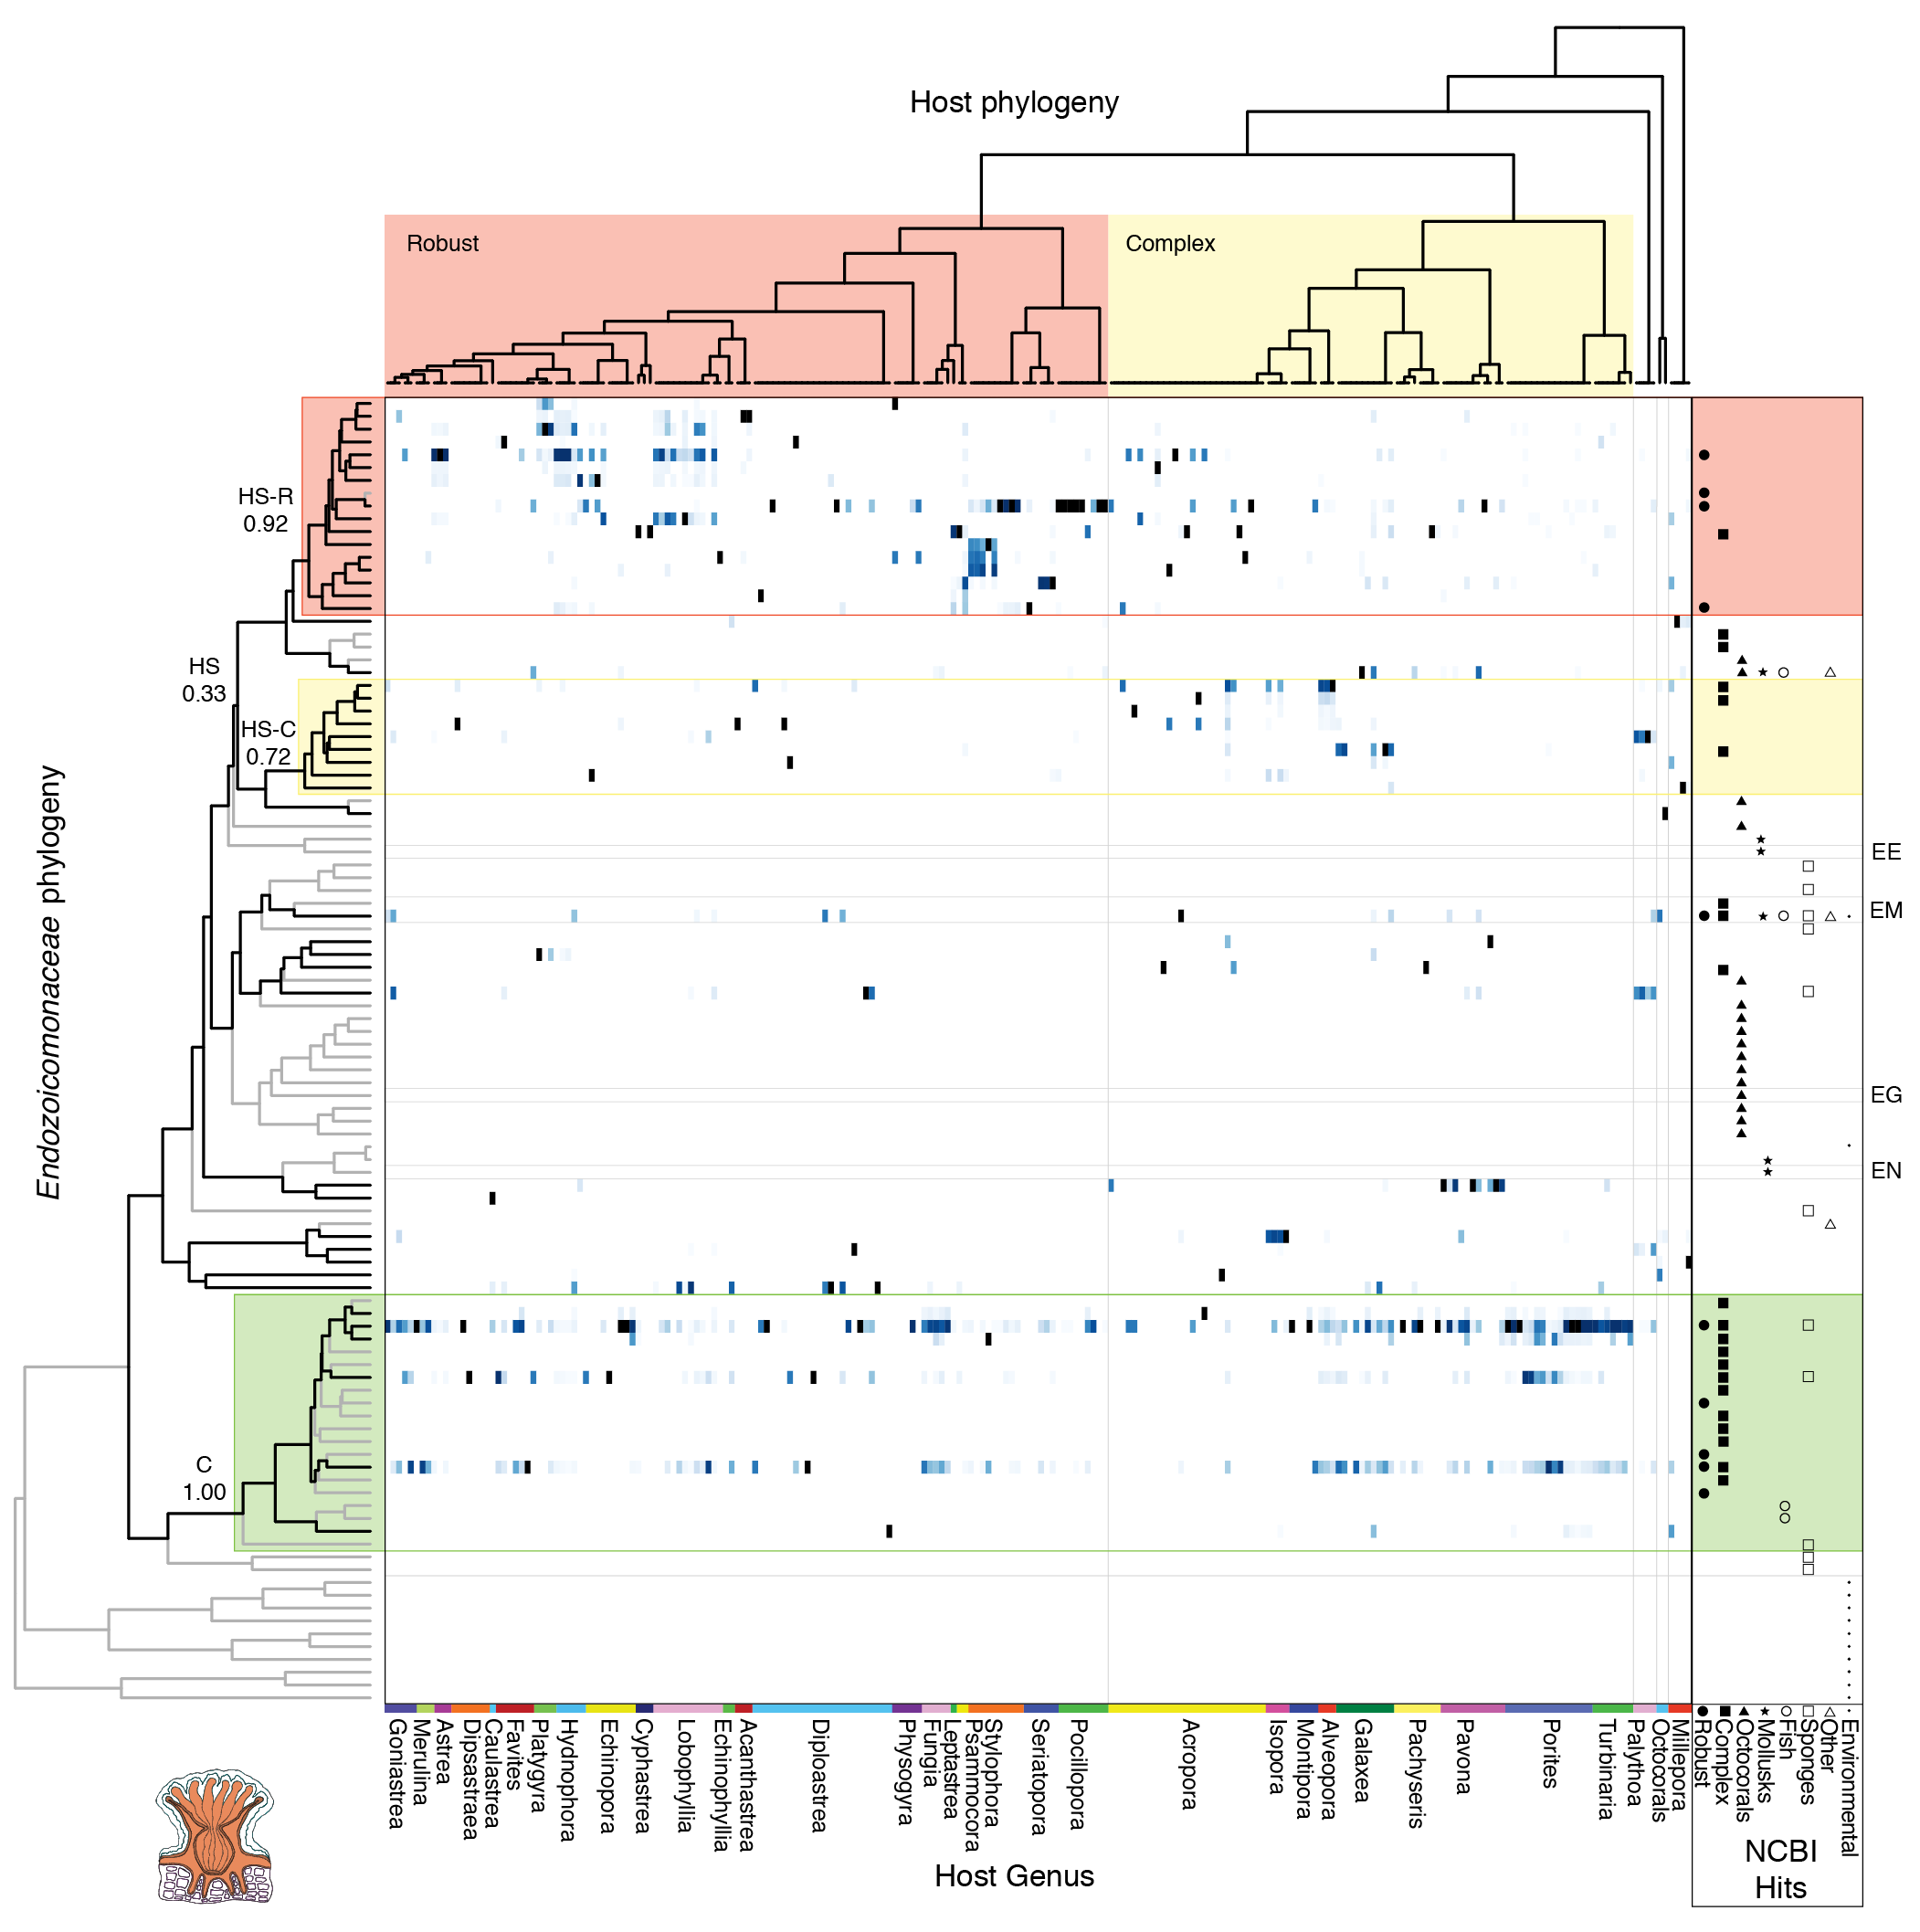 Host phylogeny
Robust
Complex
HS-R
0.92
HS
0.33
HS-C
0.72
Endozoicomonaceae phylogeny
EE
EM
EG
EN
C
1.00
Goniastrea
Merulina
Astrea
Dipsastraea
Caulastrea
Favites
Platygyra
Hydnophora
Echinopora
Cyphastrea
Lobophyllia
Echinophyllia
Acanthastrea
Diploastrea
Physogyra
Fungia
Leptastrea
Psammocora
Stylophora
Seriatopora
Pocillopora
Acropora
Isopora
Montipora
Alveopora
Galaxea
Pachyseris
Pavona
Porites
Turbinaria
Palythoa
Octocorals
Millepora
Robust
Complex
Octocorals
Mollusks
Fish
Sponges
Other
Environmental
Host Genus
NCBI
Hits